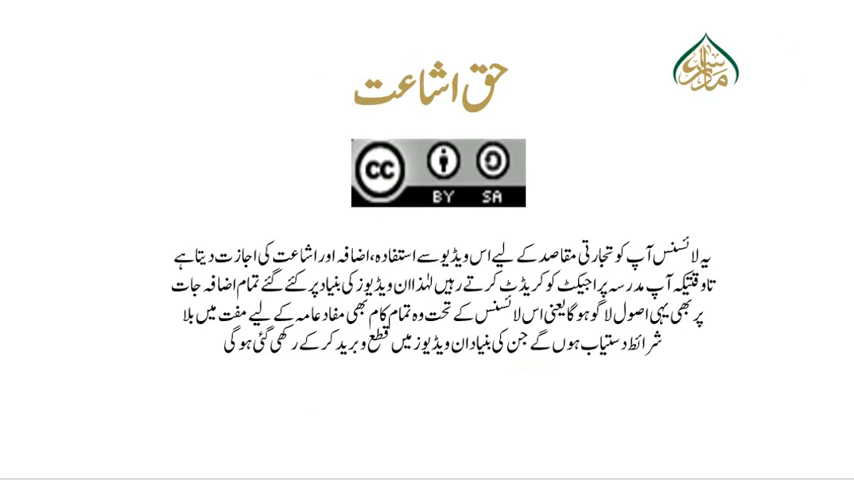 مدرسہ
حق اشاعت
cc
BY SA
یہ لائسنس آپ کو تجارتی مقاصد کے لیے اس ویڈیو سے استفادہ، اضافہ اور اشاعت کی اجازت دیتا ہے
تاوقتیکہ آپ مدرسہ پراجیکٹ کو کریڈٹ کرتے رہیں لہٰذا ان ویڈیوز کی بنیاد پر کئے گئے تمام اضافہ جات
پر بھی یہی اصول لاگو ہوگا یعنی اس لائسنس کے تحت وہ تمام کام بھی مفاد عامہ کے لیے مفت میں بلا
شرائط دستیاب ہوں گے جن کی بنیاد ان ویڈیوز میں قطع و برید کر کے رکھی گئی ہوگی